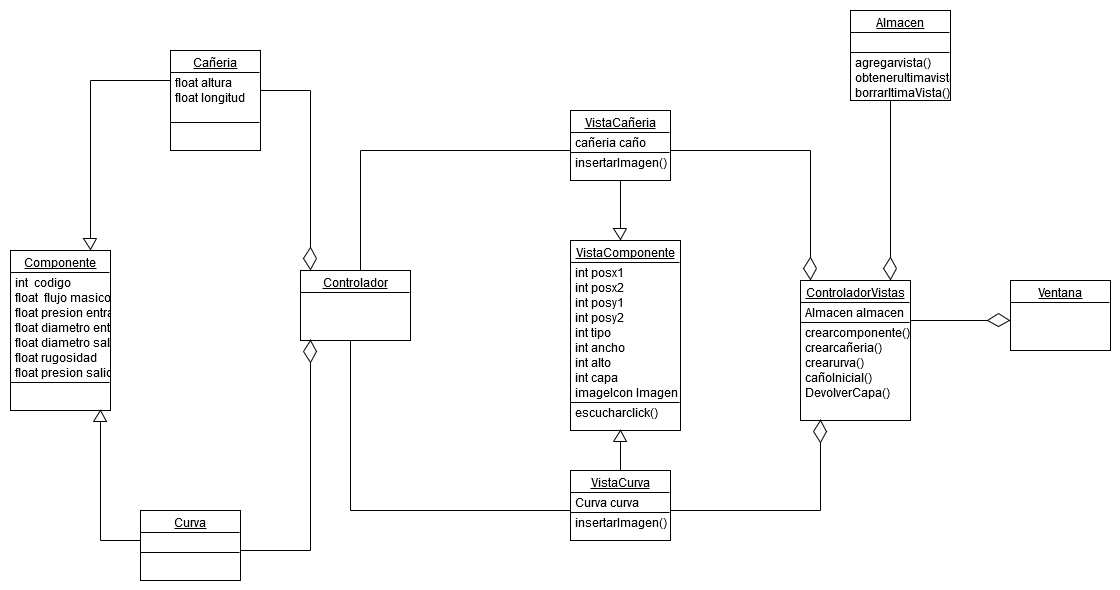 Almacen
agregarvista()
obtenerultimavist
borrarltimaVista()
Cañeria
float altura
float longitud
VistaCañeria
cañeria caño
insertarImagen()
Componente
int codigo
float flujo masico
float presion entra
float diametro ent
float diametro sal
float rugosidad
float presion salid
Controlador
VistaComponente
int posx1
int posx2
int posy1
int posy2
int tipo
int ancho
int alto
int capa
imageIcon Imagen
escucharclick()
ControladorVistas
Almacen almacen
crearcomponente()
crearcañeria()
crearurva()
cañoInicial()
DevolverCapa()
Ventana
VistaCurva
Curva curva
insertarImagen()
Curva